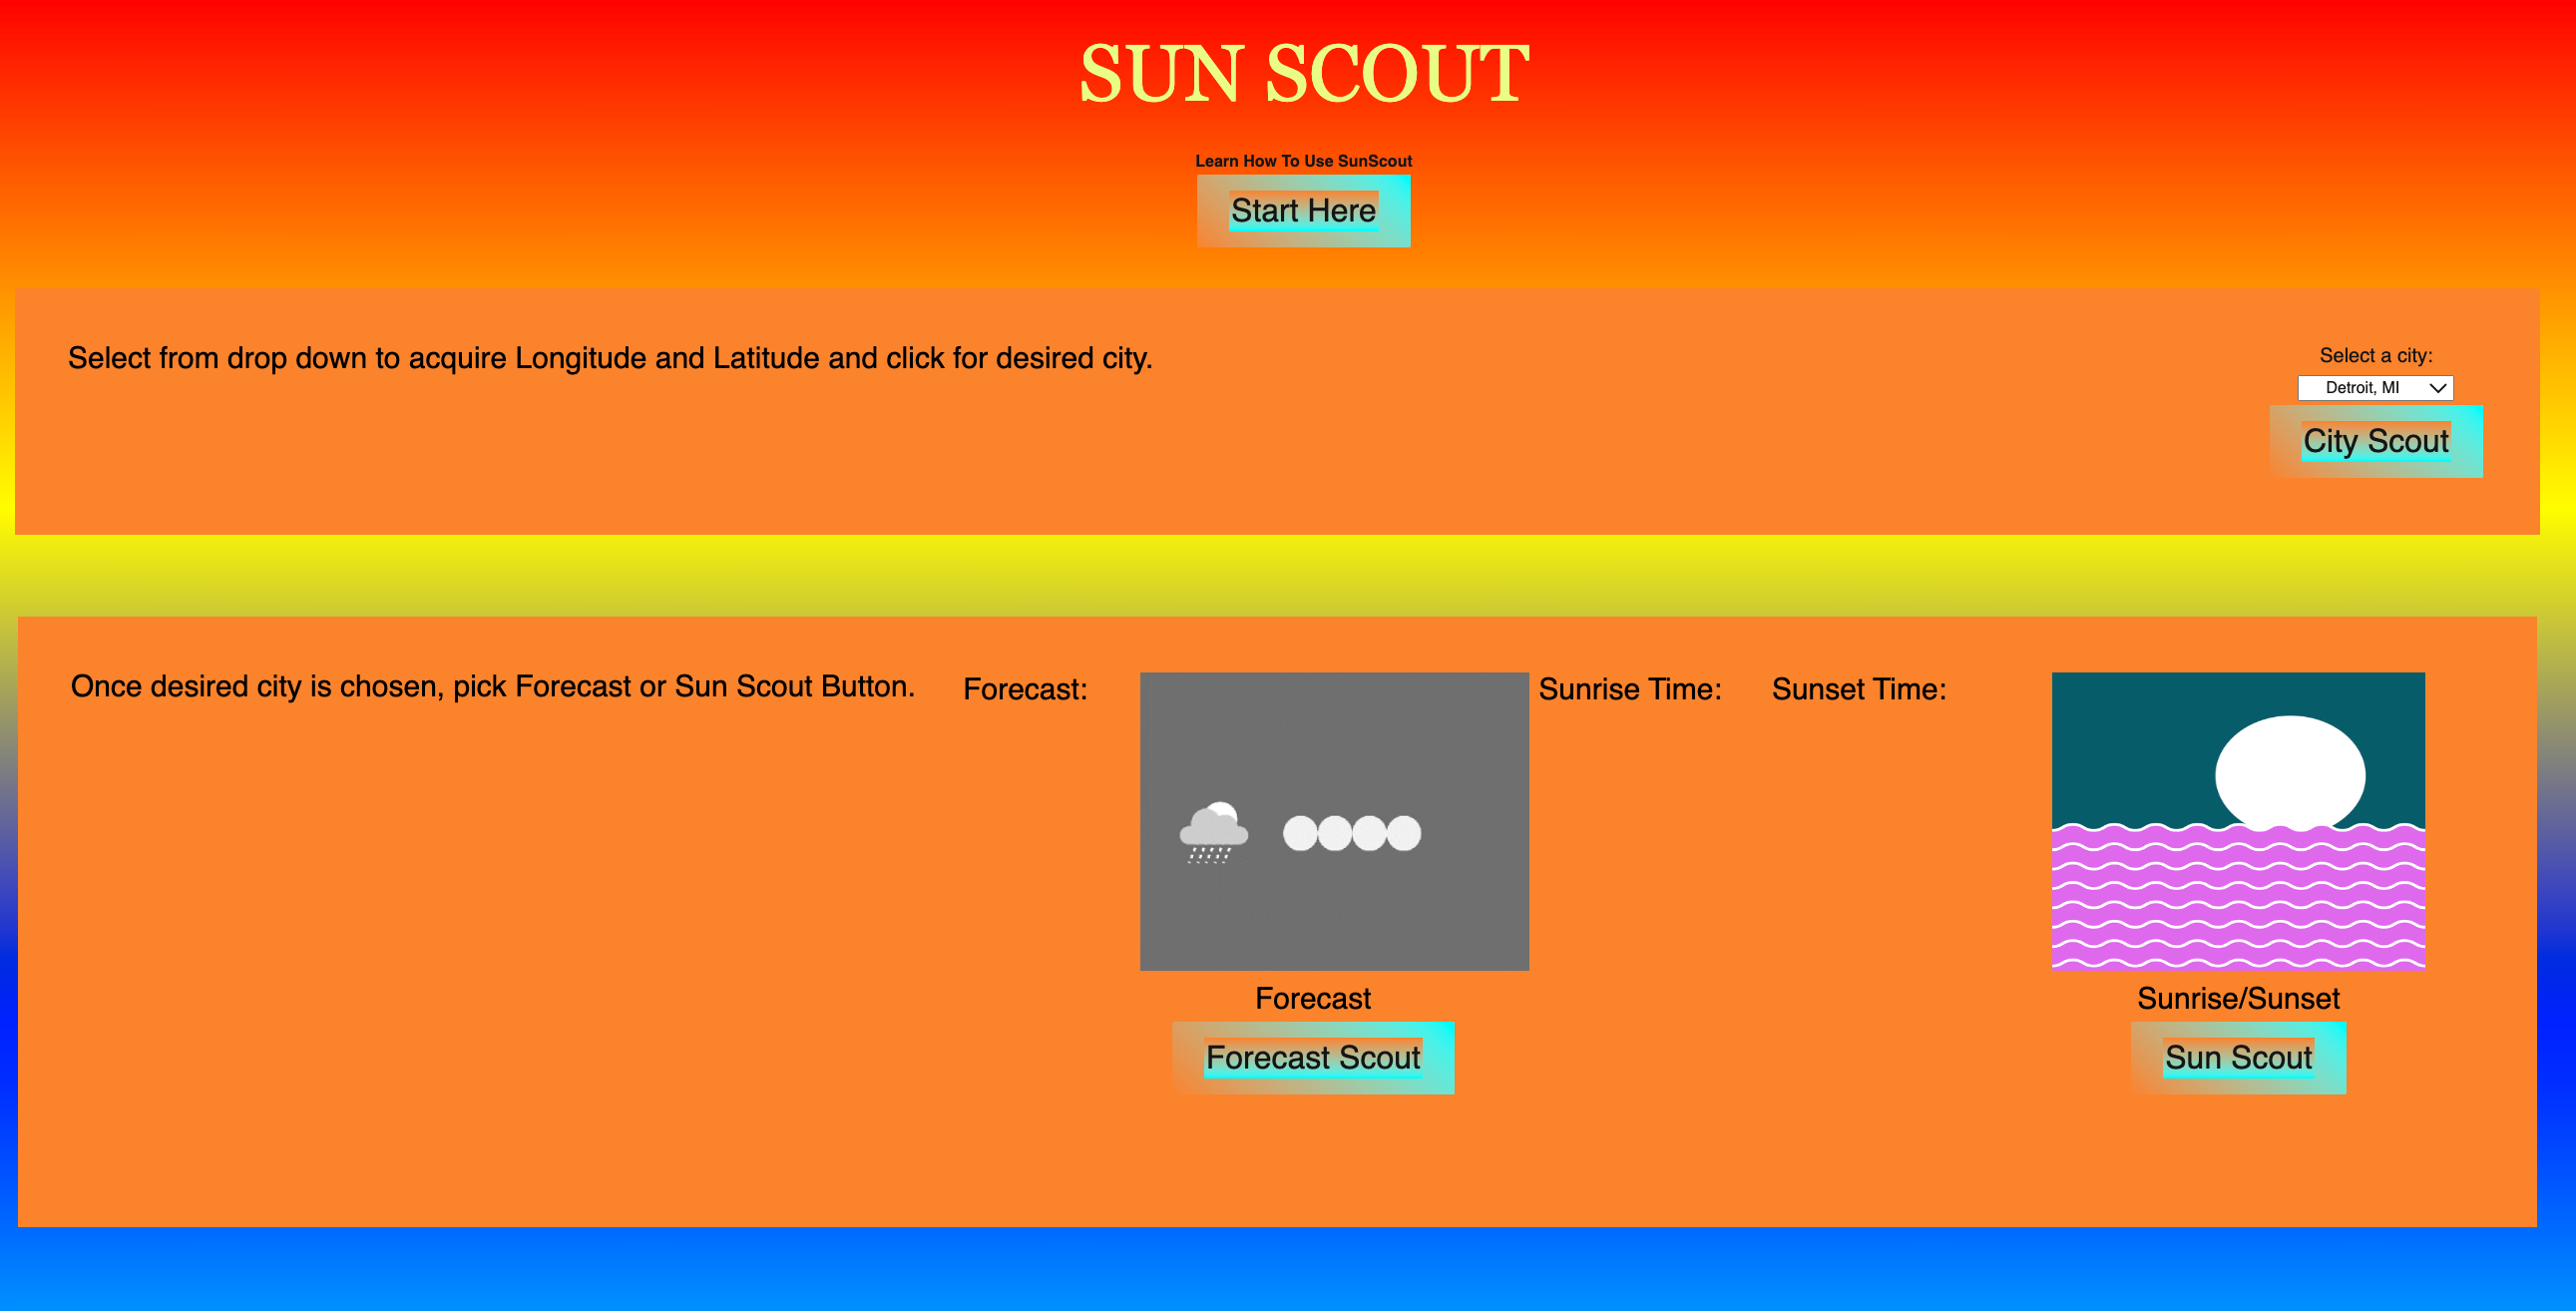 SUN SCOUT
Learn How To Use SunScout
Start Here
Select from drop down to acquire Longitude and Latitude and click for desired city.
Select a city:
Detroit, MI
City Scout
Once desired city is chosen, pick Forecast or Sun Scout Button.
Forecast:
Sunrise Time:
Sunset Time:
Forecast
Forecast Scout
Sunrise/Sunset
Sun Scout